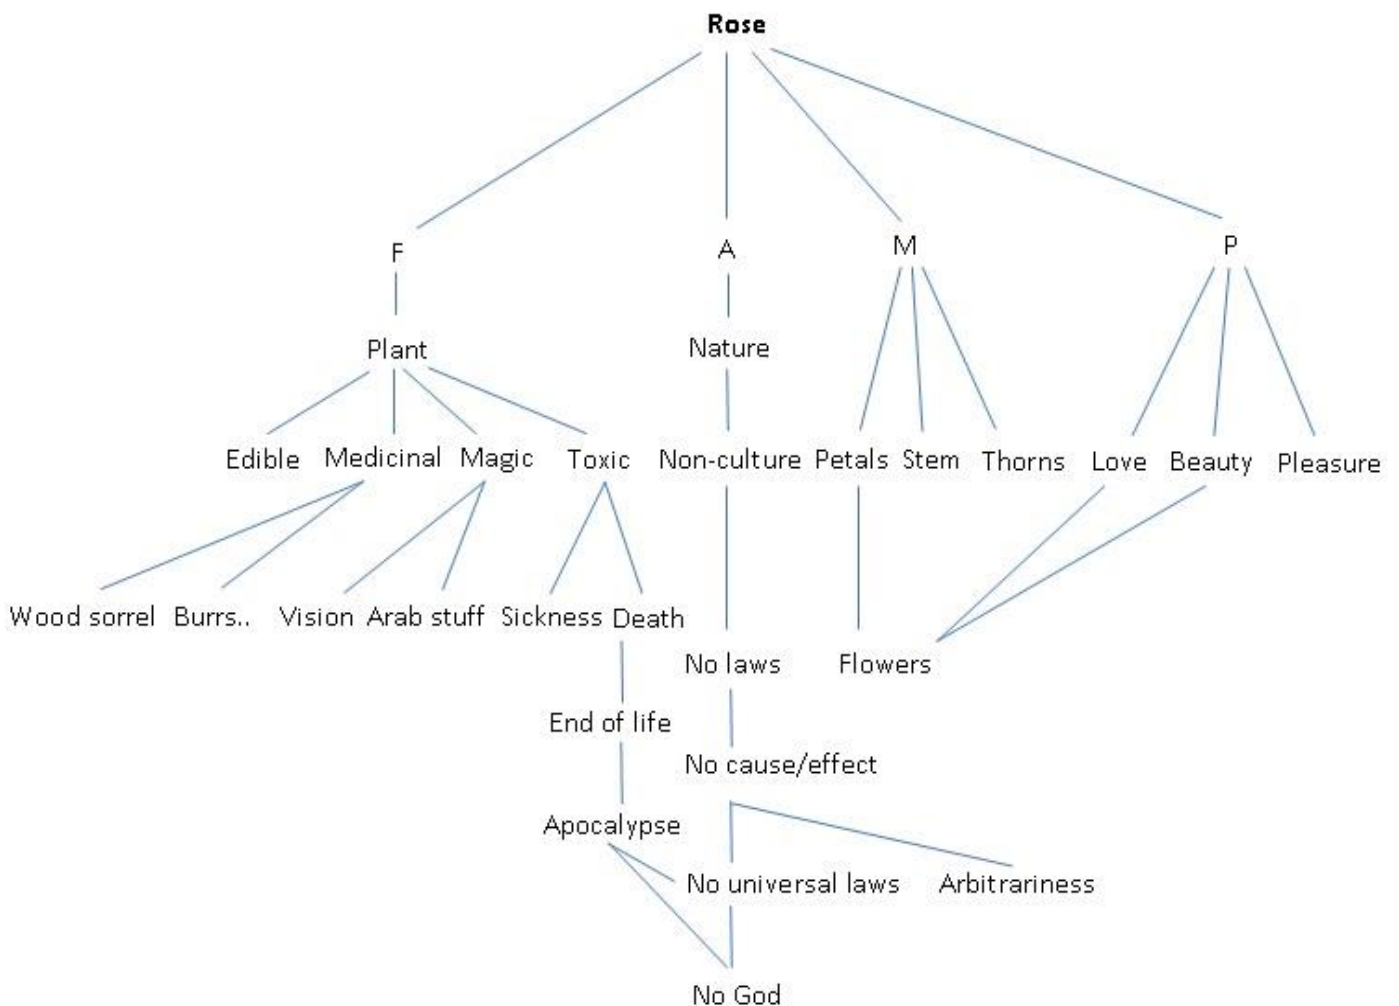 Rose
F A M P
Plant Nature
Edible Medicinal Magic Toxic Non-culture Petals Stem Thorns Love Beauty Pleasure
Wood sorrel Burrs.. Vision Arab stuff Sickness Death
No laws Flowers
End of life
No cause/effect
Apocalypse
No universal laws Arbitrariness
No God